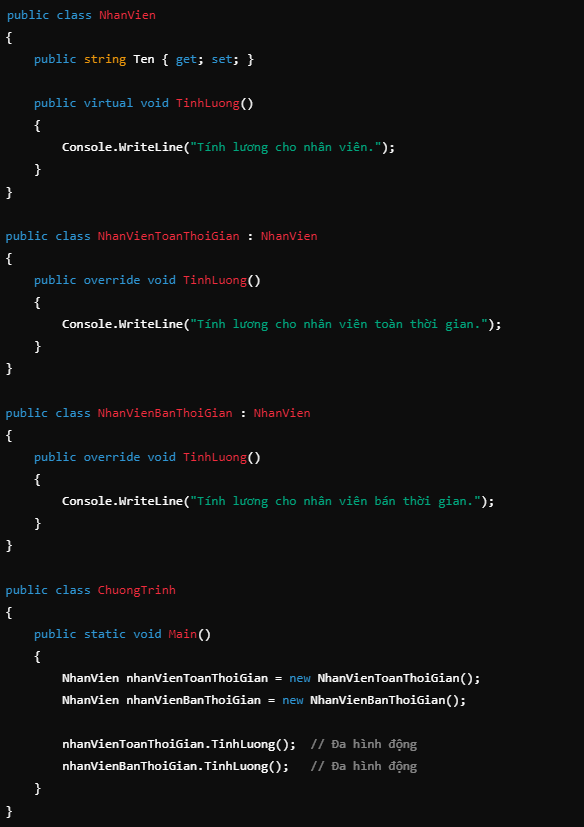 public class NhanVien
{
    public string Ten { get; set; }

    public virtual void TinhLuong()
    {
        Console.WriteLine("Tính lương cho nhân viên.");
    }
}

public class NhanVienToanThoiGian : NhanVien
{
    public override void TinhLuong()
    {
        Console.WriteLine("Tính lương cho nhân viên toàn thời gian.");
    }
}

public class NhanVienBanThoiGian : NhanVien
{
    public override void TinhLuong()
    {
        Console.WriteLine("Tính lương cho nhân viên bán thời gian.");
    }
}

public class ChuongTrinh
{
    public static void Main()
    {
        NhanVien nhanVienToanThoiGian = new NhanVienToanThoiGian();
        NhanVien nhanVienBanThoiGian = new NhanVienBanThoiGian();

        nhanVienToanThoiGian.TinhLuong();  // Đa hình động
        nhanVienBanThoiGian.TinhLuong();   // Đa hình động
    }
}